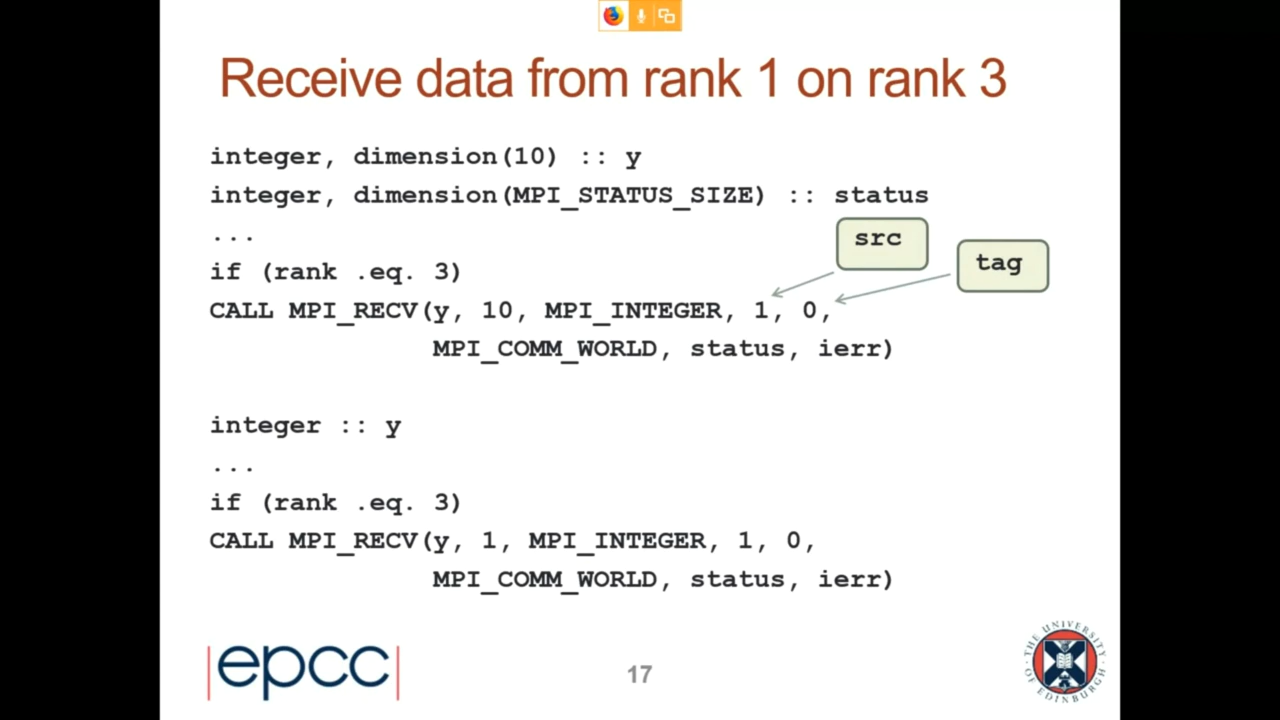 Receive data from rank 1 on rank 3
integer, dimension(10) :: y
integer, dimension(MPI_STATUS_SIZE) :: status
...
src
if (rank .eq. 3)
tag
CALL MPI_RECV(y, 10, MPI_INTEGER, 1, 0,
MPI_COMM_WORLD, status, ierr)
integer :: y
...
if (rank .eq. 3)
CALL MPI_RECV(y, 1, MPI_INTEGER, 1, 0,
MPI_COMM_WORLD, status, ierr)
epcc
17
THE UNIVERSITY OF EDINBURGH